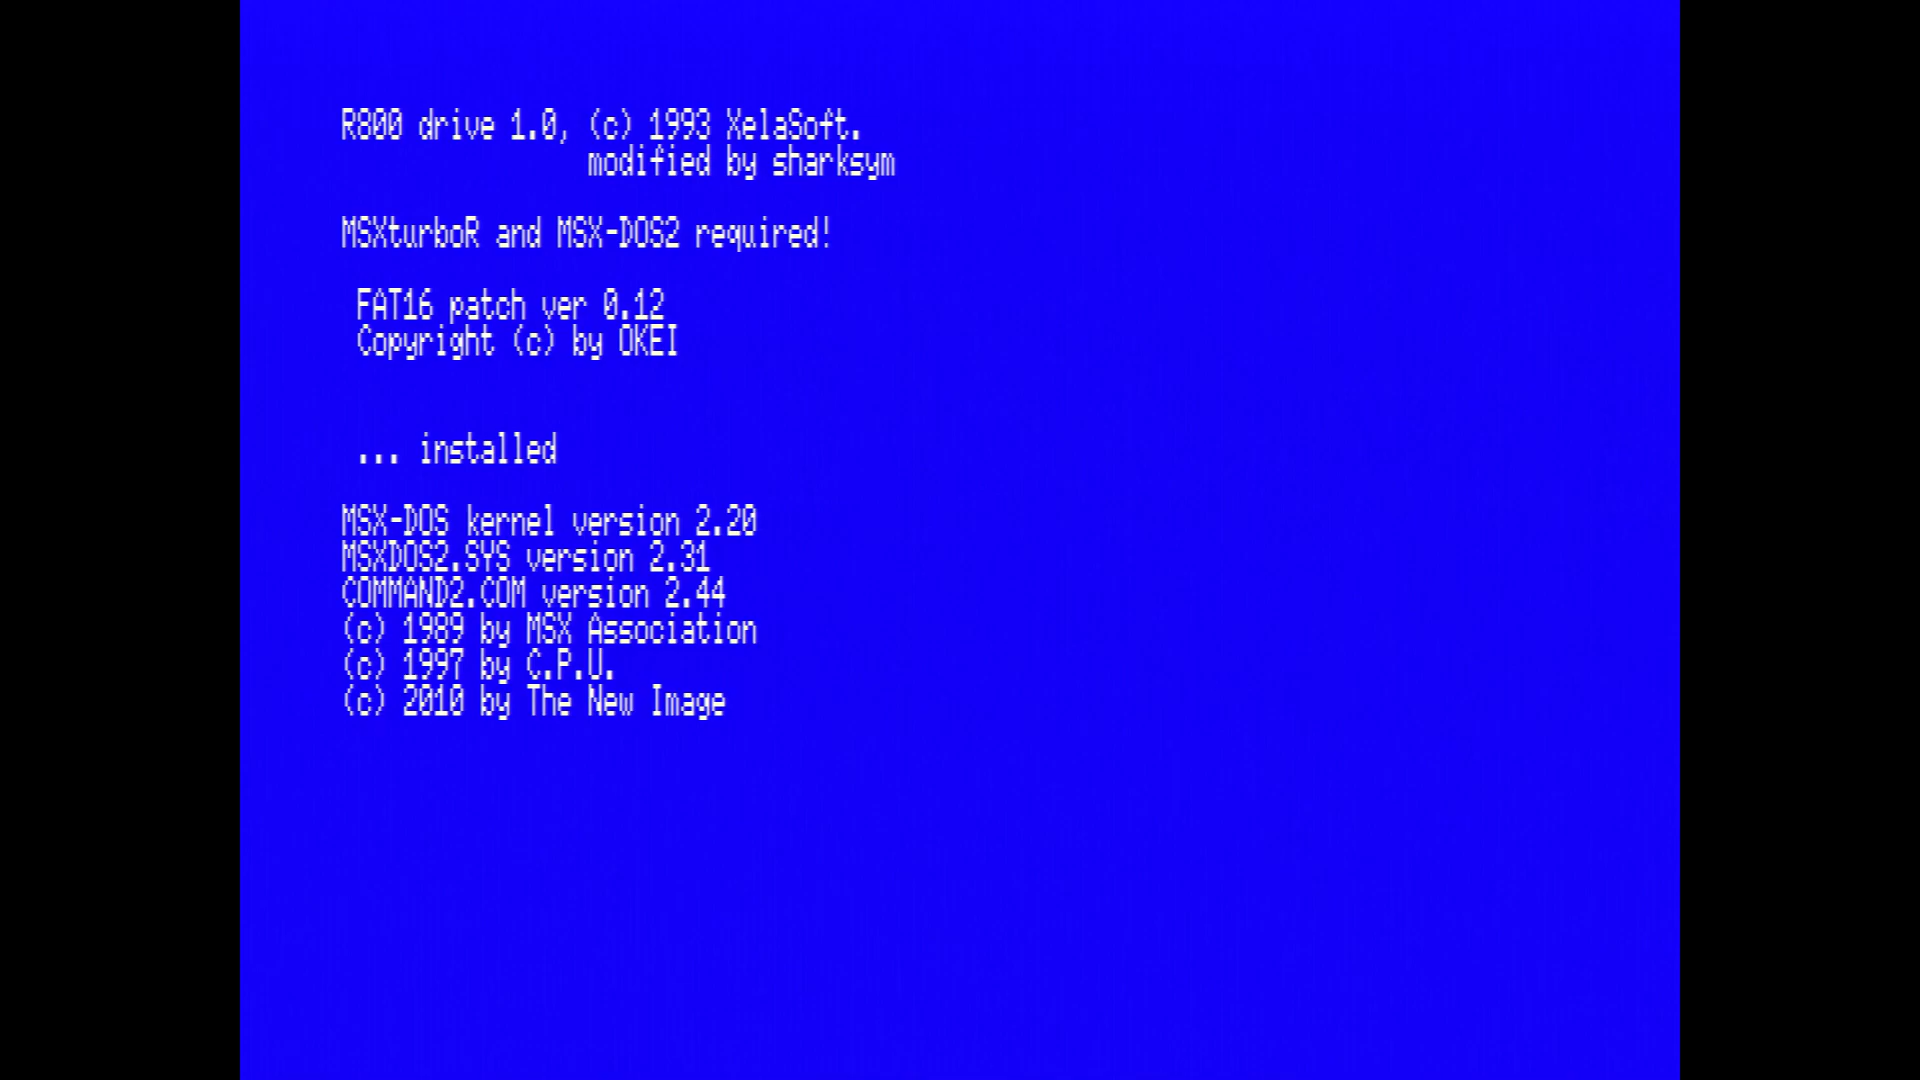 R800 drive 1.0, (c) 1993 XelaSoft.
modified by sharksym
MSXturboR and MSX-DOS2 required!
FAT16 patch ver 0.12
Copyright (c) by OKEI
... installed
MSX-DOS kernel version 2.20
MSXDOS2.SYS version 2.31
COMMAND2.COM version 2.44
(c) 1989 by MSX Association
(c) 1997 by C.P.U.
(c) 2010 by The New Image